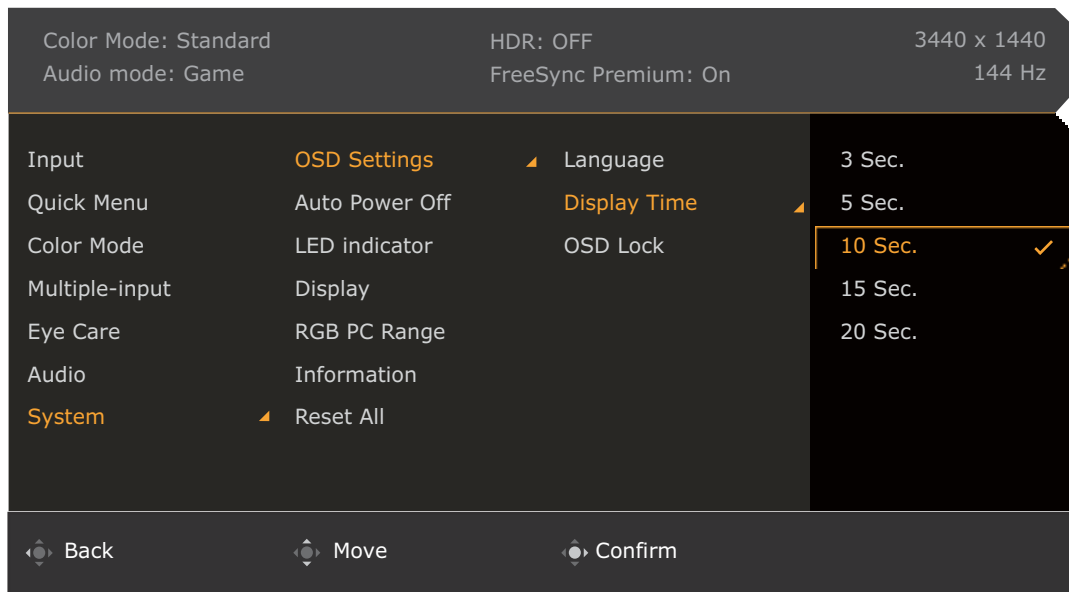 Color Mode: Standard
HDR: OFF
3440 x 1440
Audio mode: Game
FreeSync Premium: On
144 Hz
Input
Quick Menu
Color Mode
Multiple-input
Eye Care
Audio
System
OSD Settings
Auto Power Off
LED indicator
Display
RGB PC Range
Information
Reset All
Language
Display Time
OSD Lock
3 Sec.
5 Sec.
10 Sec.
15 Sec.
20 Sec.
Back
Move
Confirm